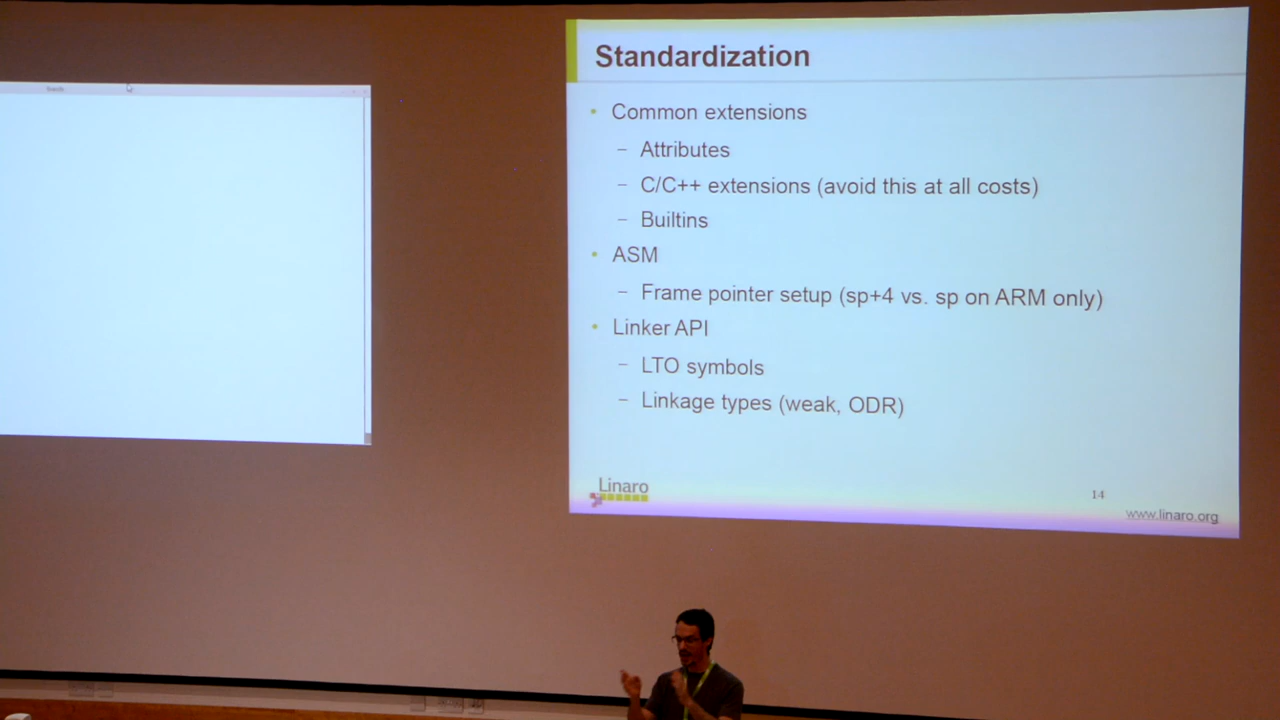 Standardization
• Common extensions
– Attributes
– C/C++ extensions (avoid this at all costs)
– Builtins
• ASM
– Frame pointer setup (sp+4 vs. sp on ARM only)
• Linker API
– LTO symbols
– Linkage types (weak, ODR)
Linaro
14
www.linaro.org